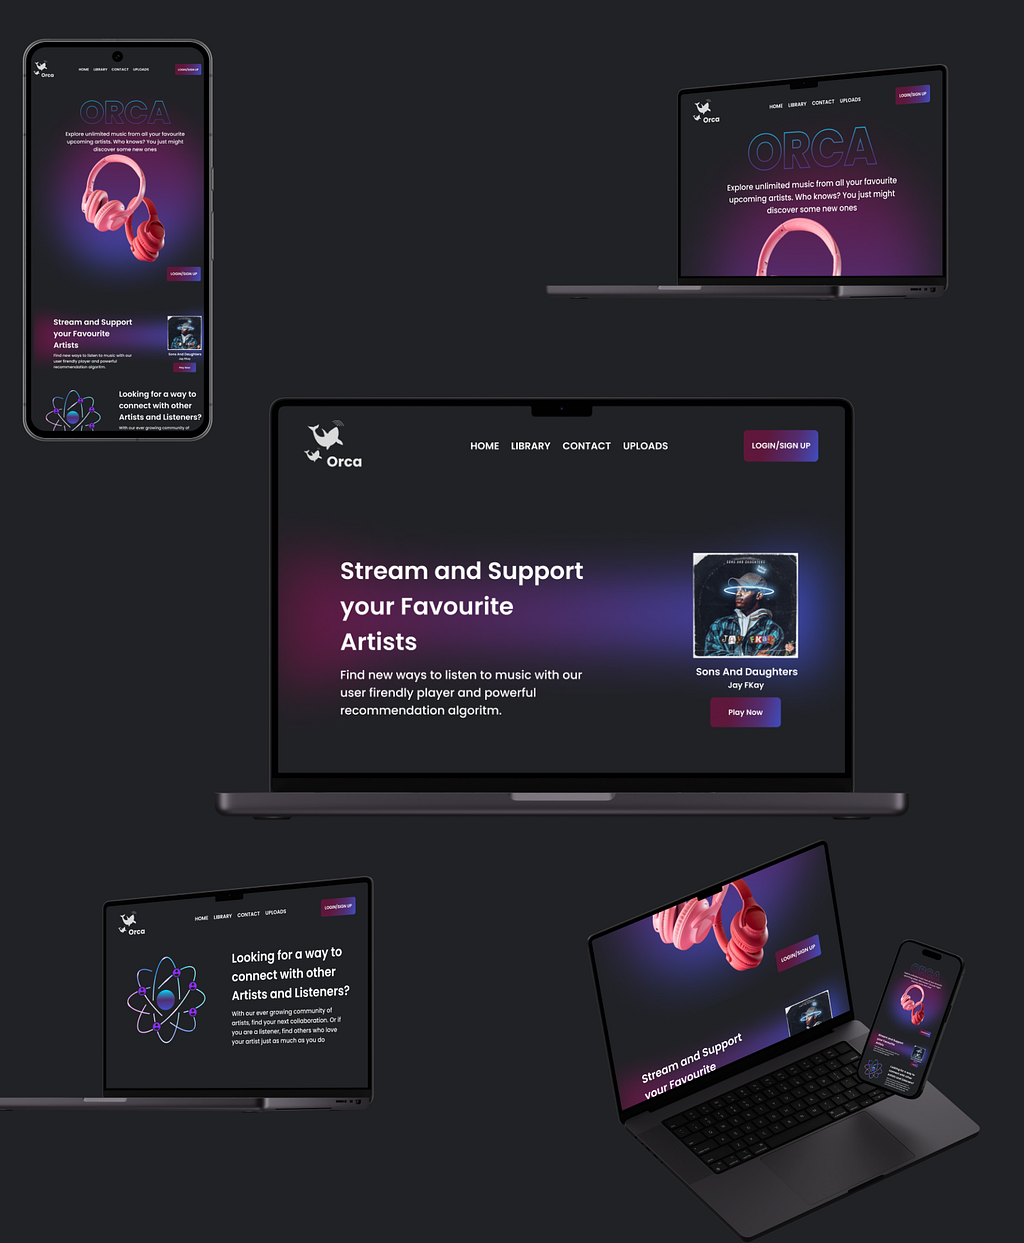 Orca
HOME LIBRARY CONTACT UPLOADS
LOGIN/SIGN UP
ORCA
Explore unlimited music from all your favourite
upcoming artists. Who knows? You just might
discover some new ones
LOGIN/SIGN UP
Stream and Support
your Favourite
Artists
Find new ways to listen to music with our
user firendly player and powerful
recommendation algoritm.
Sons And Daughters
Jay FKay
Play Now
Looking for a way to
connect with other
Artists and Listeners?
With our ever growing community of
Orca
HOME LIBRARY CONTACT UPLOADS
LOGIN/SIGN UP
ORCA
Explore unlimited music from all your favourite
upcoming artists. Who knows? You just might
discover some new ones
Orca
HOME LIBRARY CONTACT UPLOADS
LOGIN/SIGN UP
Stream and Support
your Favourite
Artists
Find new ways to listen to music with our
user firendly player and powerful
recommendation algoritm.
SONS AND DAUGHTERS
JAY FKAY
Sons And Daughters
Jay FKay
Play Now
Orca
HOME LIBRARY CONTACT UPLOADS
LOGIN/SIGN UP
Looking for a way to
connect with other
Artists and Listeners?
With our ever growing community of
artists, find your next collaboration. Or if
you are a listener, find others who love
your artist just as much as you do
LOGIN/SIGN UP
Stream and Support
your Favourite